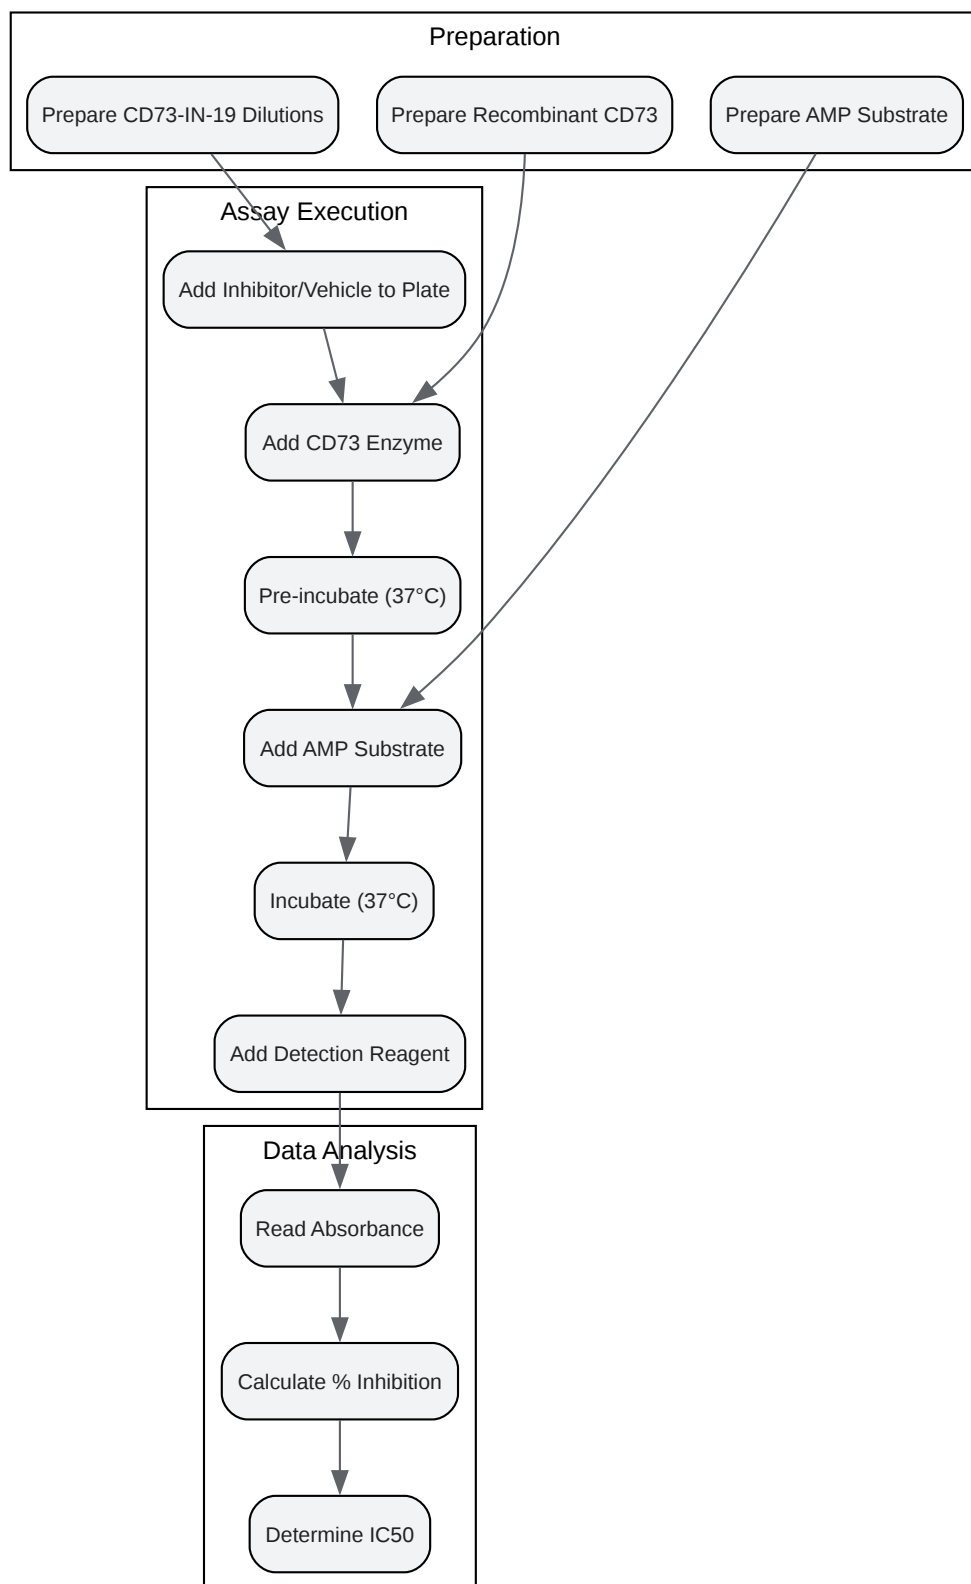 Preparation
Prepare CD73-IN-19 Dilutions
Prepare Recombinant CD73
Prepare AMP Substrate
Assay Execution
Add Inhibitor/Vehicle to Plate
Add CD73 Enzyme
Pre-incubate (37°C)
Add AMP Substrate
Incubate (37°C)
Add Detection Reagent
Data Analysis
Read Absorbance
Calculate % Inhibition
Determine IC50